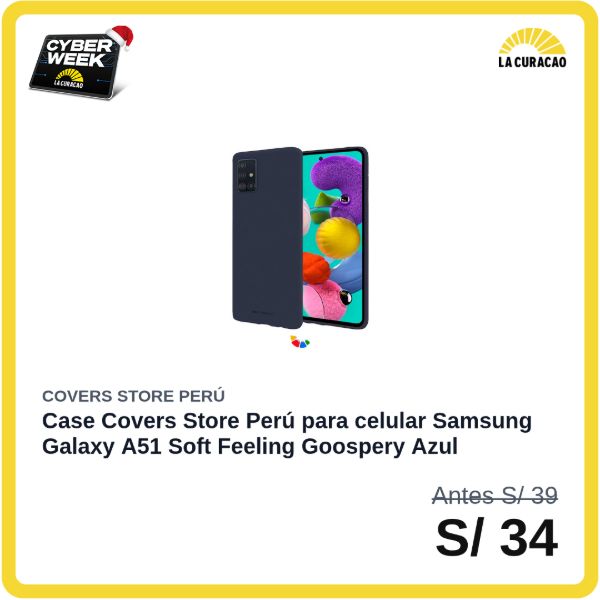 CYBER
WEEK
LA CURACAO
LA CURACAO
COVERS STORE PERÚ
Case Covers Store Perú para celular Samsung
Galaxy A51 Soft Feeling Goospery Azul
Antes S/ 39
S/ 34